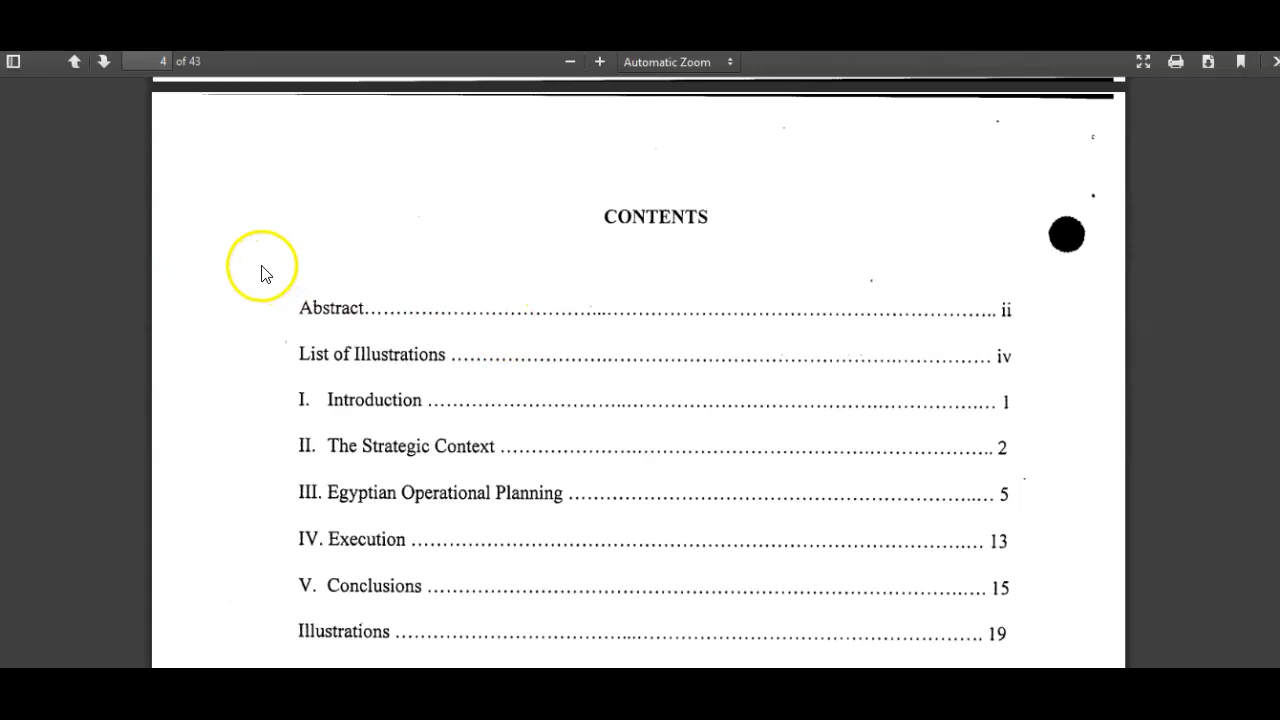 4 of 43
Automatic Zoom
CONTENTS
Abstract ii
List of Illustrations iv
I. Introduction 1
II. The Strategic Context 2
III. Egyptian Operational Planning 5
IV. Execution 13
V. Conclusions 15
Illustrations 19